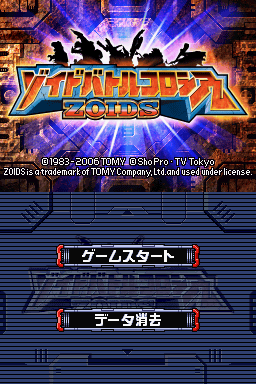 ゾイドバトルコロシアム
ZOIDS
©1983-2006 TOMY ©ShoPro・TV Tokyo
ZOIDS is a trademark of TOMY Company,Ltd.and used under license.
ゲームスタート
データ消去